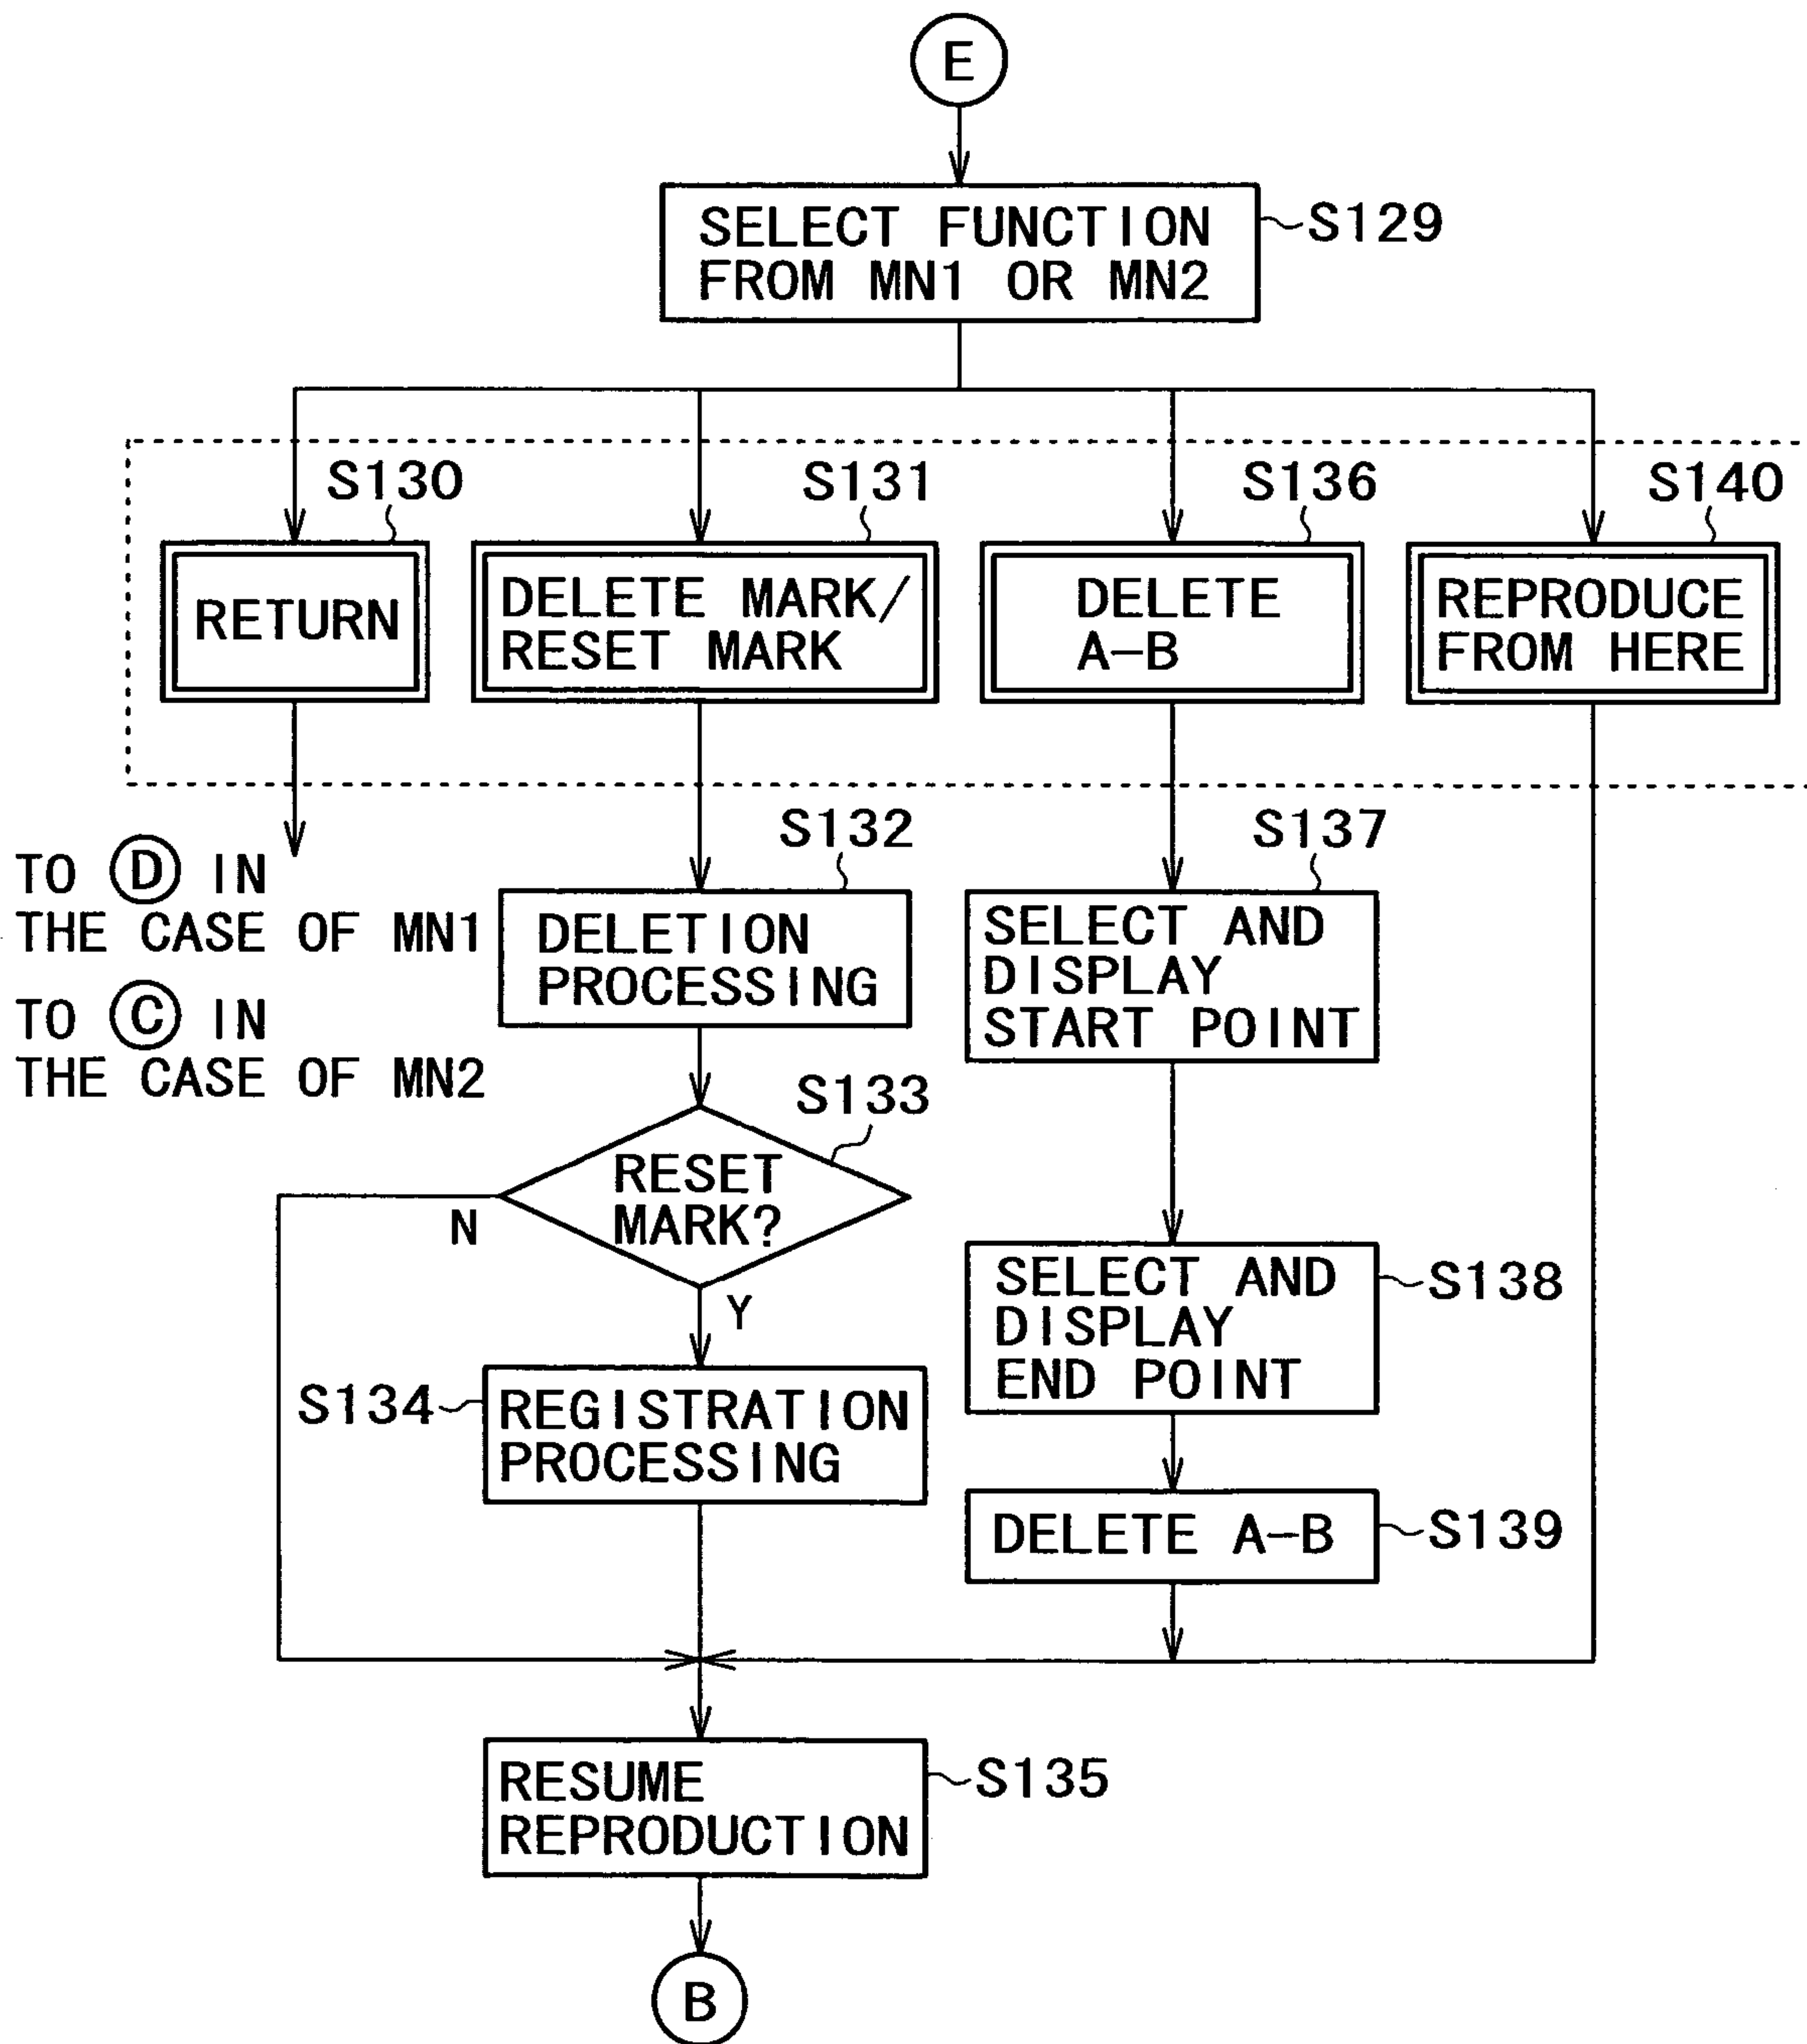 E
SELECT FUNCTION
FROM MN1 OR MN2
S129
S130
S131
S136
S140
RETURN
DELETE MARK/
RESET MARK
DELETE
A-B
REPRODUCE
FROM HERE
TO D IN
THE CASE OF MN1
TO C IN
THE CASE OF MN2
S132
DELETION
PROCESSING
S137
SELECT AND
DISPLAY
START POINT
S133
RESET
MARK?
N
Y
S138
SELECT AND
DISPLAY
END POINT
S134
REGISTRATION
PROCESSING
DELETE A-B
S139
RESUME
REPRODUCTION
S135
B